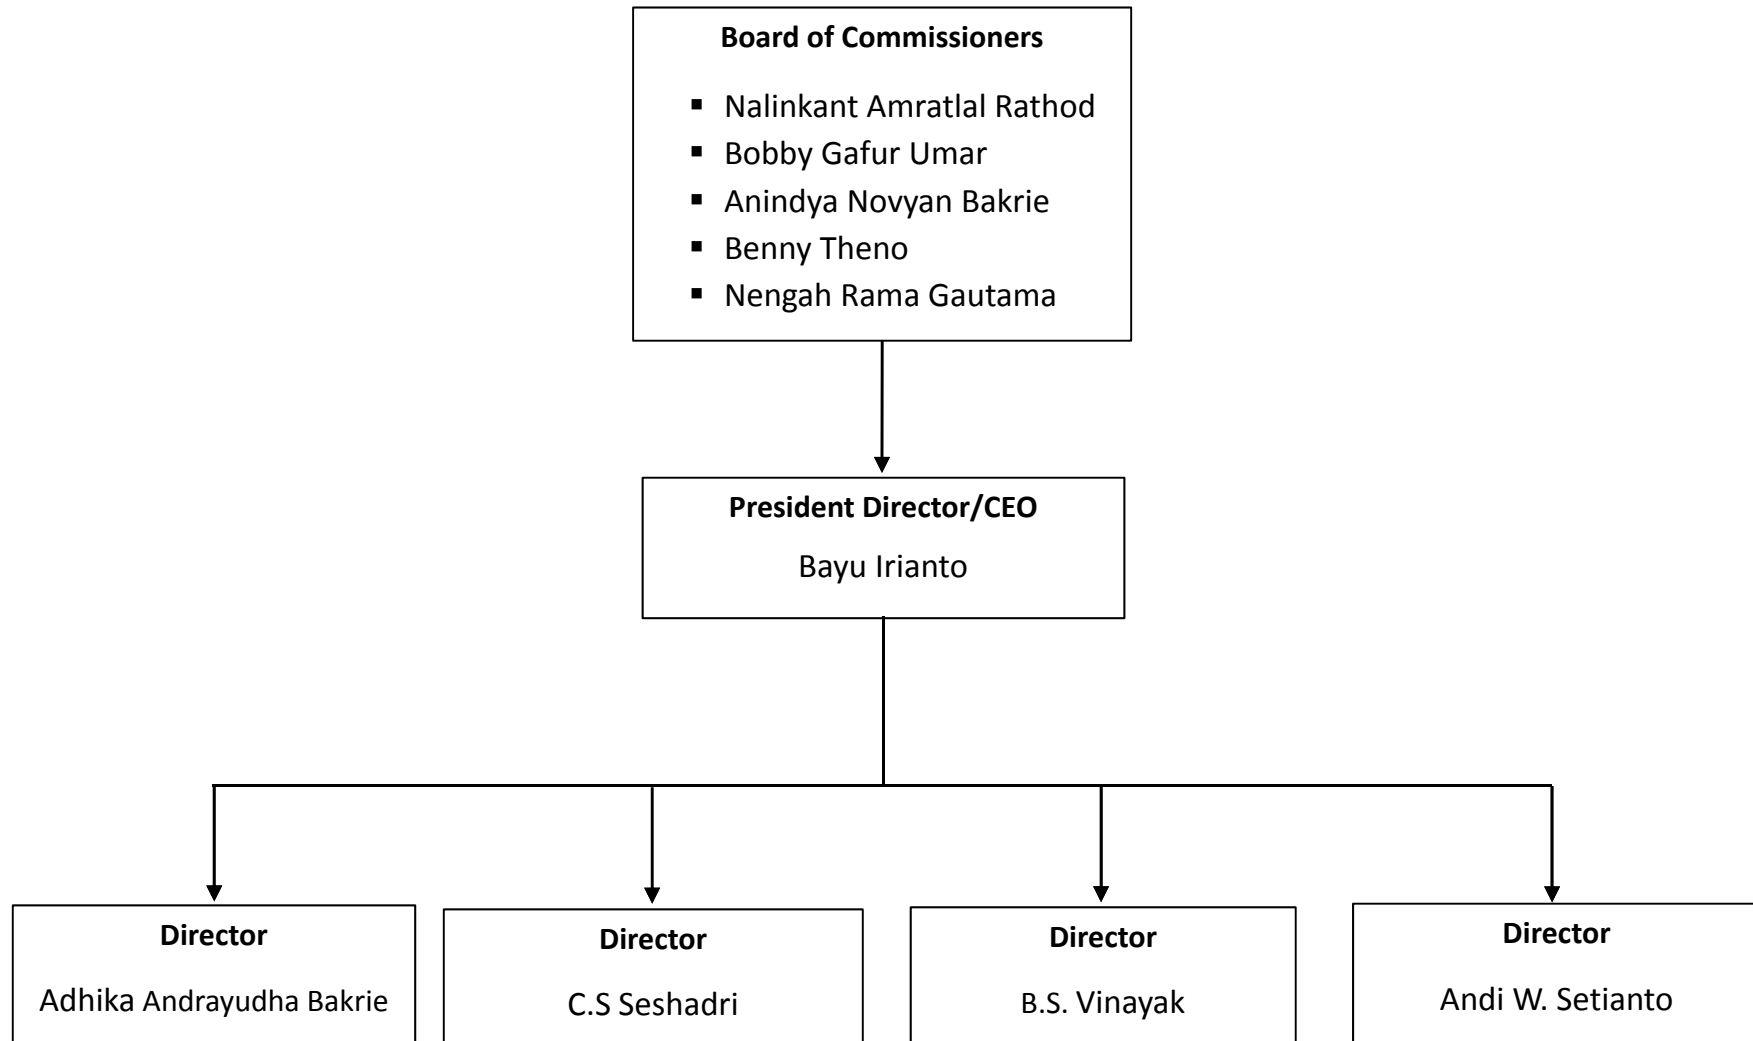 Board of Commissioners
▪ Nalinkant Amratlal Rathod
▪ Bobby Gafur Umar
▪ Anindya Novyan Bakrie
▪ Benny Theno
▪ Nengah Rama Gautama
President Director/CEO
Bayu Irianto
Director
Adhika Andrayudha Bakrie
Director
C.S Seshadri
Director
B.S. Vinayak
Director
Andi W. Setianto